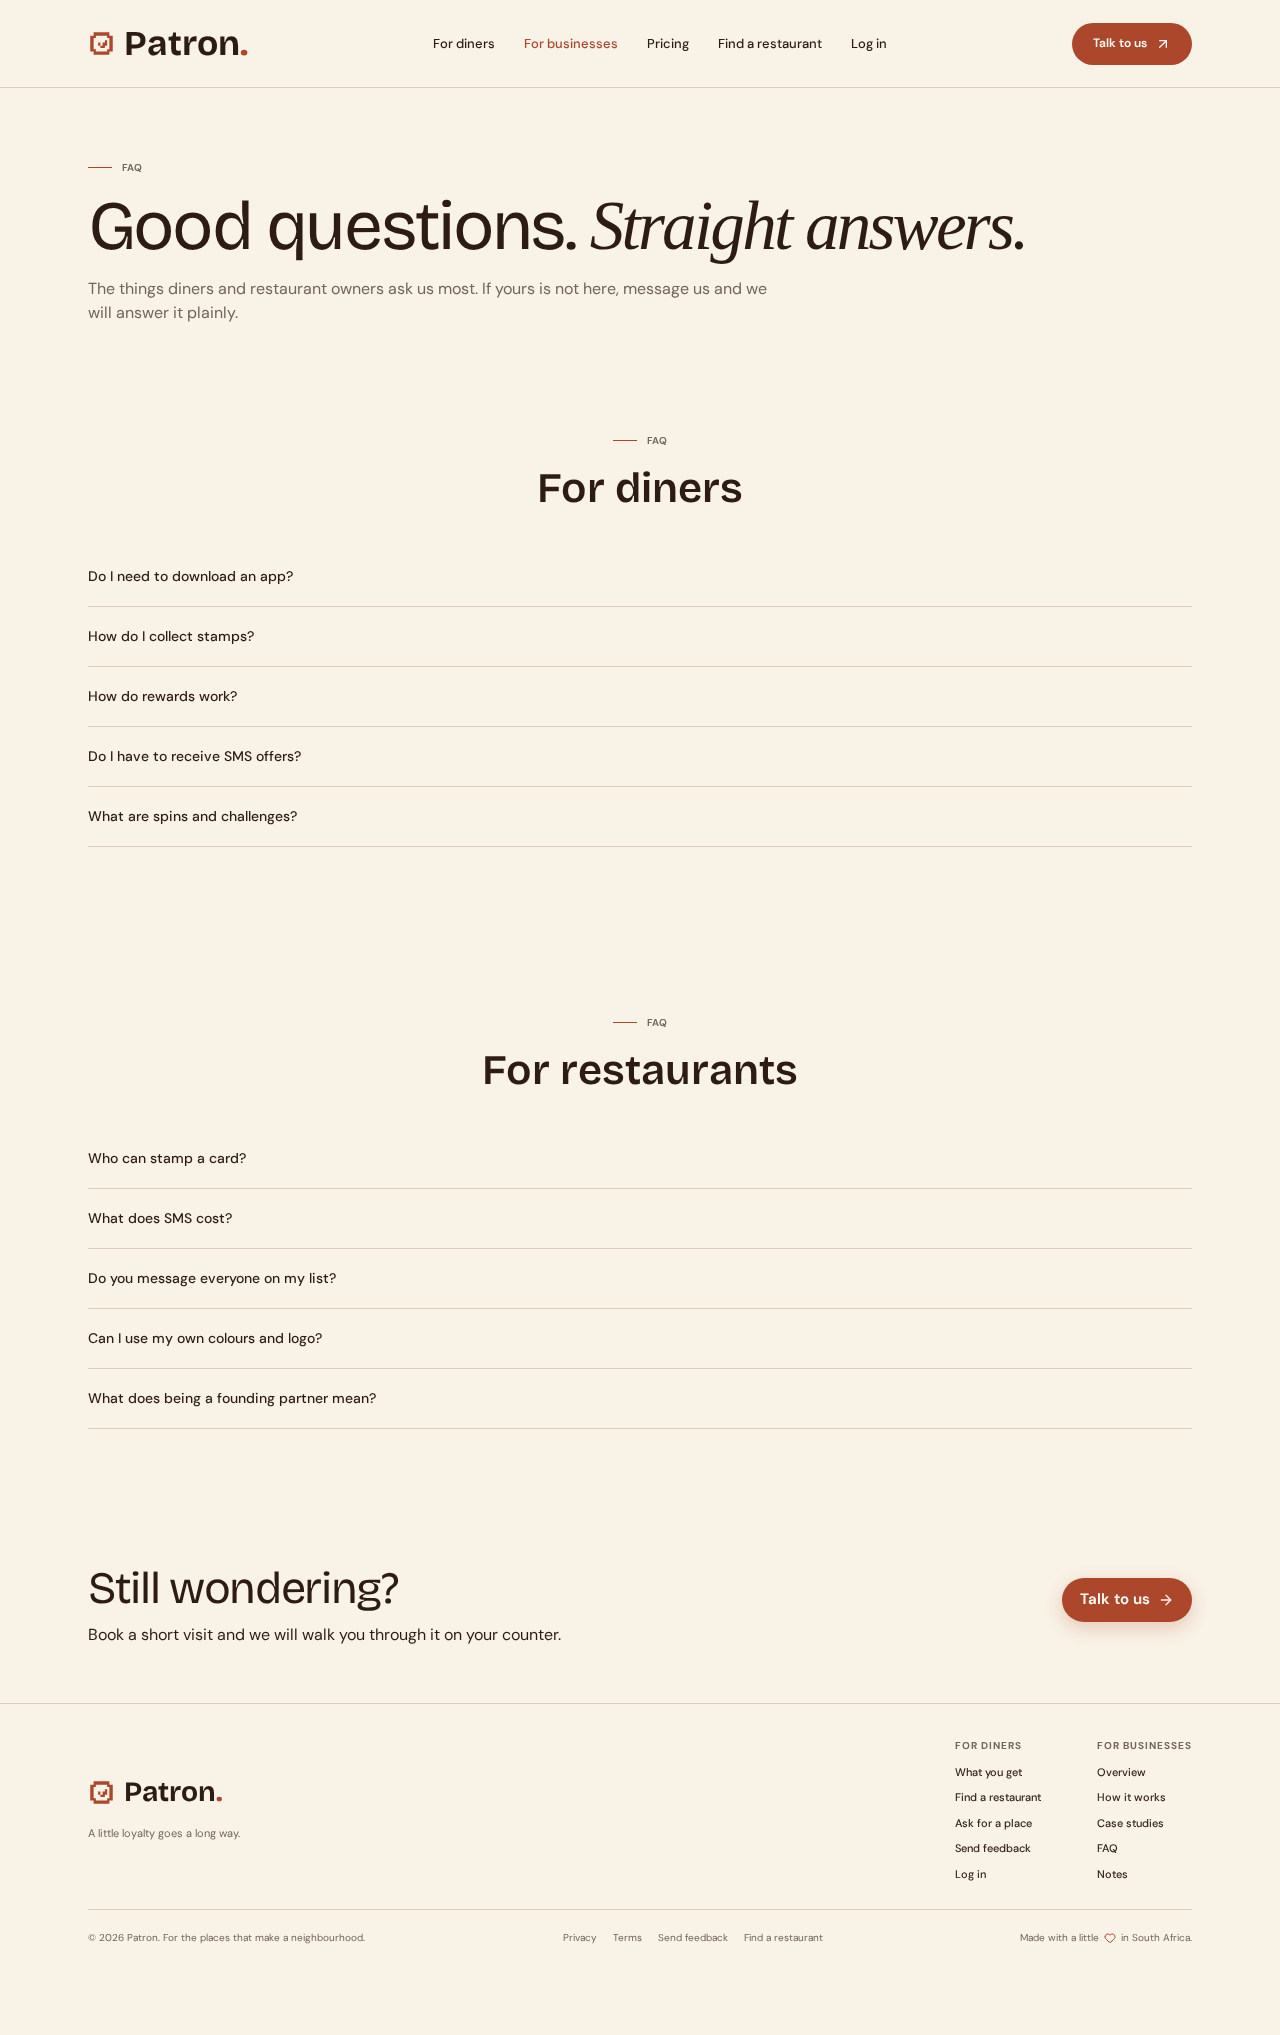 Patron.
For diners
For businesses
Pricing
Find a restaurant
Log in
Talk to us
FAQ
Good questions. Straight answers.
The things diners and restaurant owners ask us most. If yours is not here, message us and we
will answer it plainly.
FAQ
For diners
Do I need to download an app?
How do I collect stamps?
How do rewards work?
Do I have to receive SMS offers?
What are spins and challenges?
FAQ
For restaurants
Who can stamp a card?
What does SMS cost?
Do you message everyone on my list?
Can I use my own colours and logo?
What does being a founding partner mean?
Still wondering?
Book a short visit and we will walk you through it on your counter.
Talk to us
Patron.
A little loyalty goes a long way.
FOR DINERS
What you get
Find a restaurant
Ask for a place
Send feedback
Log in
FOR BUSINESSES
Overview
How it works
Case studies
FAQ
Notes
© 2026 Patron. For the places that make a neighbourhood.
Privacy
Terms
Send feedback
Find a restaurant
Made with a little in South Africa.